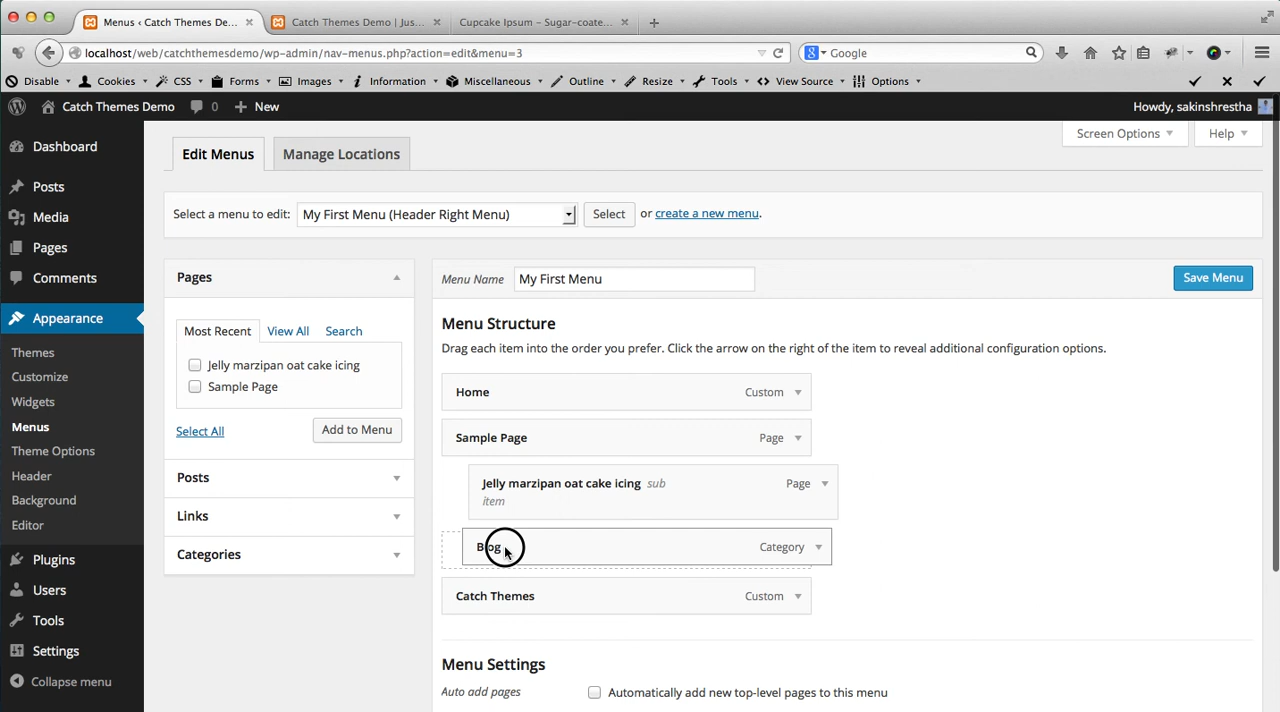 Menus ‹ Catch Themes De...
Catch Themes Demo | Jus...
Cupcake Ipsum – Sugar-coate...
localhost/web/catchthemesdemo/wp-admin/nav-menus.php?action=edit&menu=3
Google
Disable Cookies CSS Forms Images Information Miscellaneous Outline Resize Tools View Source Options
Catch Themes Demo 0 New
Howdy, sakinshrestha
Screen Options Help
Dashboard
Posts
Media
Pages
Comments
Appearance
Themes
Customize
Widgets
Menus
Theme Options
Header
Background
Editor
Plugins
Users
Tools
Settings
Collapse menu
Edit Menus Manage Locations
Select a menu to edit: My First Menu (Header Right Menu) Select or create a new menu.
Pages
Most Recent View All Search
Jelly marzipan oat cake icing
Sample Page
Select All Add to Menu
Posts
Links
Categories
Menu Name My First Menu Save Menu
Menu Structure
Drag each item into the order you prefer. Click the arrow on the right of the item to reveal additional configuration options.
Home Custom
Sample Page Page
Jelly marzipan oat cake icing sub Page
item
Blog Category
Catch Themes Custom
Menu Settings
Auto add pages Automatically add new top-level pages to this menu